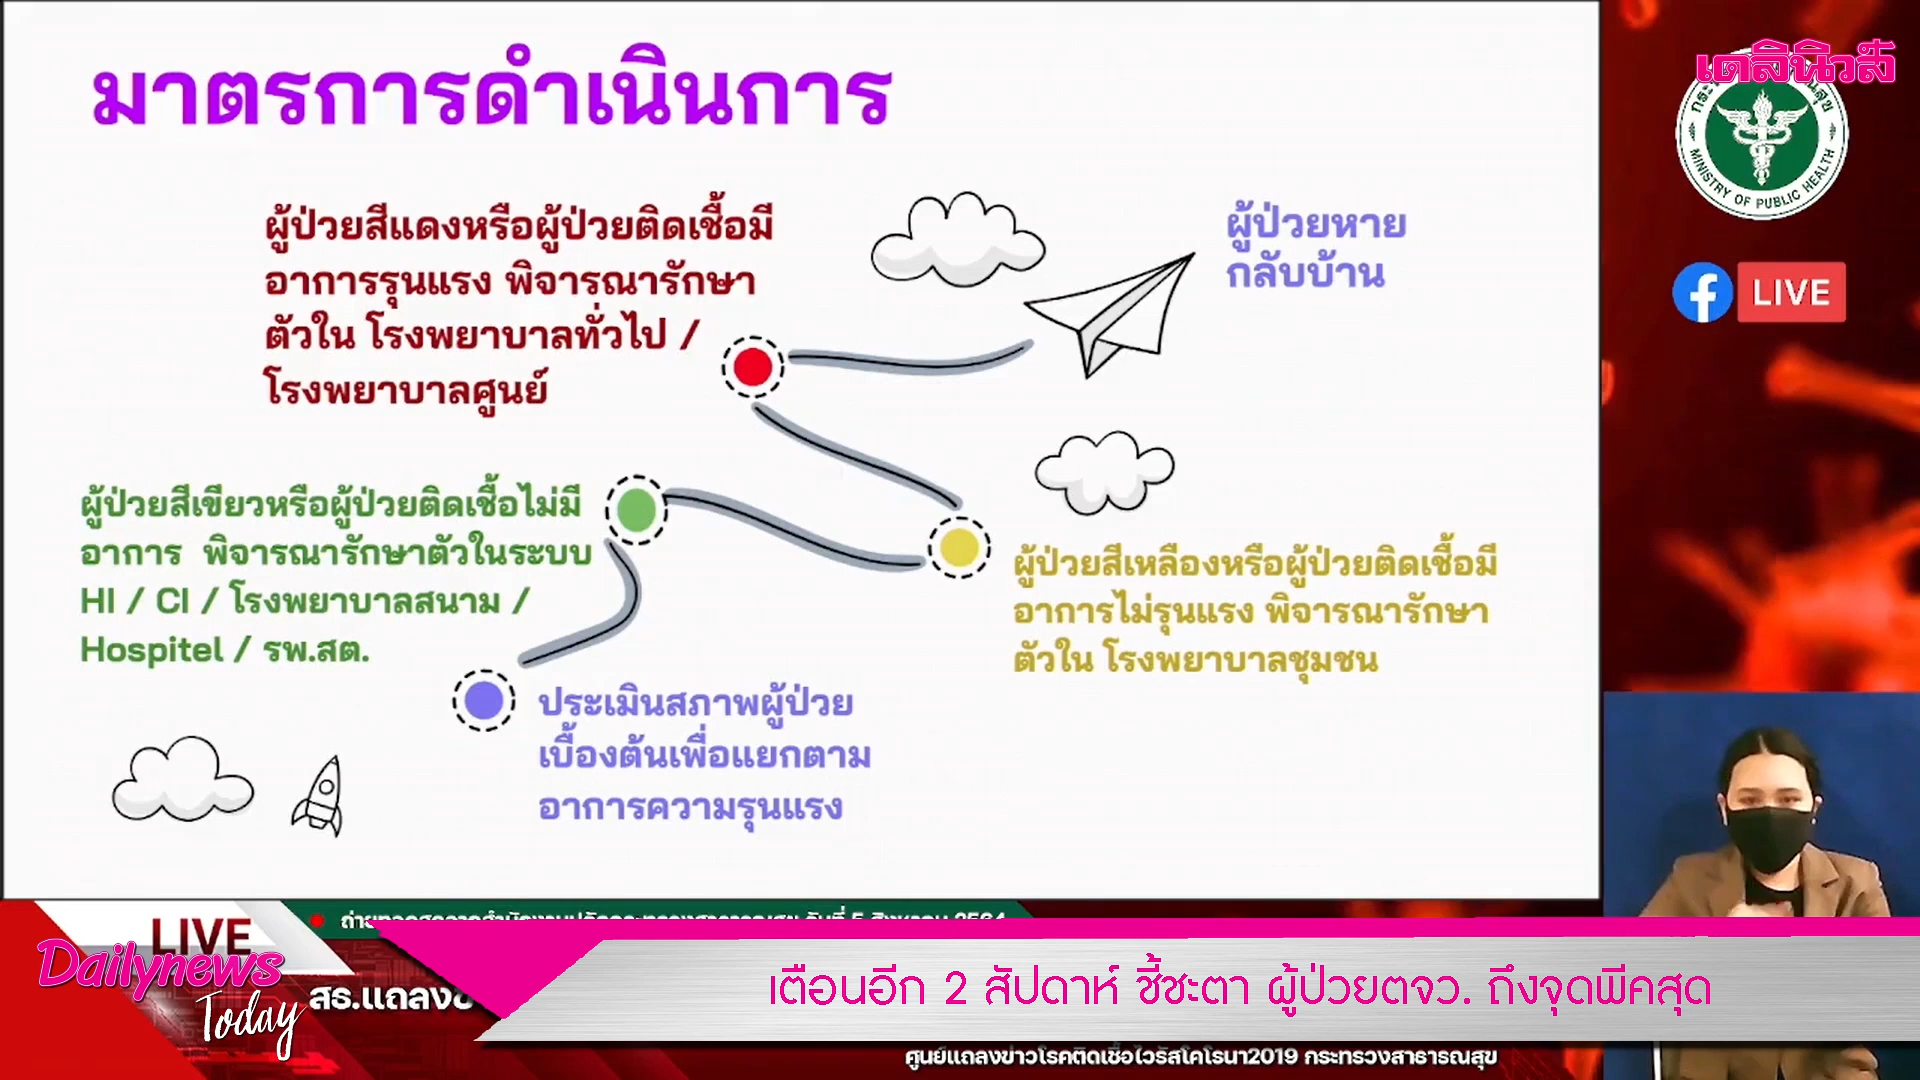 มาตรการดำเนินการ
ผู้ป่วยสีแดงหรือผู้ป่วยติดเชื้อมี
อาการรุนแรง พิจารณารักษา
ตัวใน โรงพยาบาลทั่วไป /
โรงพยาบาลศูนย์
ผู้ป่วยหาย
กลับบ้าน
ผู้ป่วยสีเขียวหรือผู้ป่วยติดเชื้อไม่มี
อาการ พิจารณารักษาตัวในระบบ
HI / CI / โรงพยาบาลสนาม /
Hospitel / รพ.สต.
ผู้ป่วยสีเหลืองหรือผู้ป่วยติดเชื้อมี
อาการไม่รุนแรง พิจารณารักษา
ตัวใน โรงพยาบาลชุมชน
ประเมินสภาพผู้ป่วย
เบื้องต้นเพื่อแยกตาม
อาการความรุนแรง
เดลินิวส์
MINISTRY OF PUBLIC HEALTH
LIVE
LIVE
Dailynews
Today
สธ.แถลง
เตือนอีก 2 สัปดาห์ ชี้ชะตา ผู้ป่วยตจว. ถึงจุดพีคสุด
ศูนย์แถลงข่าวโรคติดเชื้อไวรัสโคโรนา2019 กระทรวงสาธารณสุข